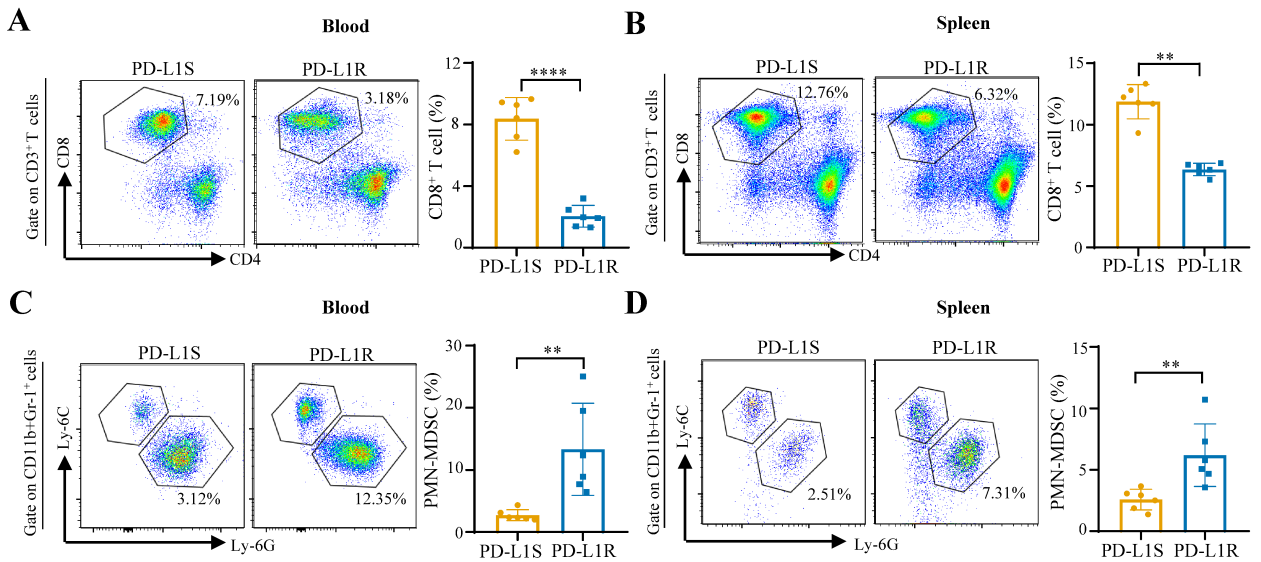 A
Blood
PD-L1S
PD-L1R
Gate on CD3+ T cells
CD8
7.19%
3.18%
CD4
CD8+ T cell (%)
12
8
4
0
****
PD-L1S
PD-L1R
B
Spleen
PD-L1S
PD-L1R
Gate on CD3+ T cells
CD8
12.76%
6.32%
CD4
CD8+ T cell (%)
15
10
5
0
**
PD-L1S
PD-L1R
C
Blood
PD-L1S
PD-L1R
Gate on CD11b+Gr-1+ cells
Ly-6C
3.12%
12.35%
Ly-6G
PMN-MDSC (%)
30
20
10
0
**
PD-L1S
PD-L1R
D
Spleen
PD-L1S
PD-L1R
Gate on CD11b+Gr-1+ cells
Ly-6C
2.51%
7.31%
Ly-6G
PMN-MDSC (%)
15
10
5
0
**
PD-L1S
PD-L1R